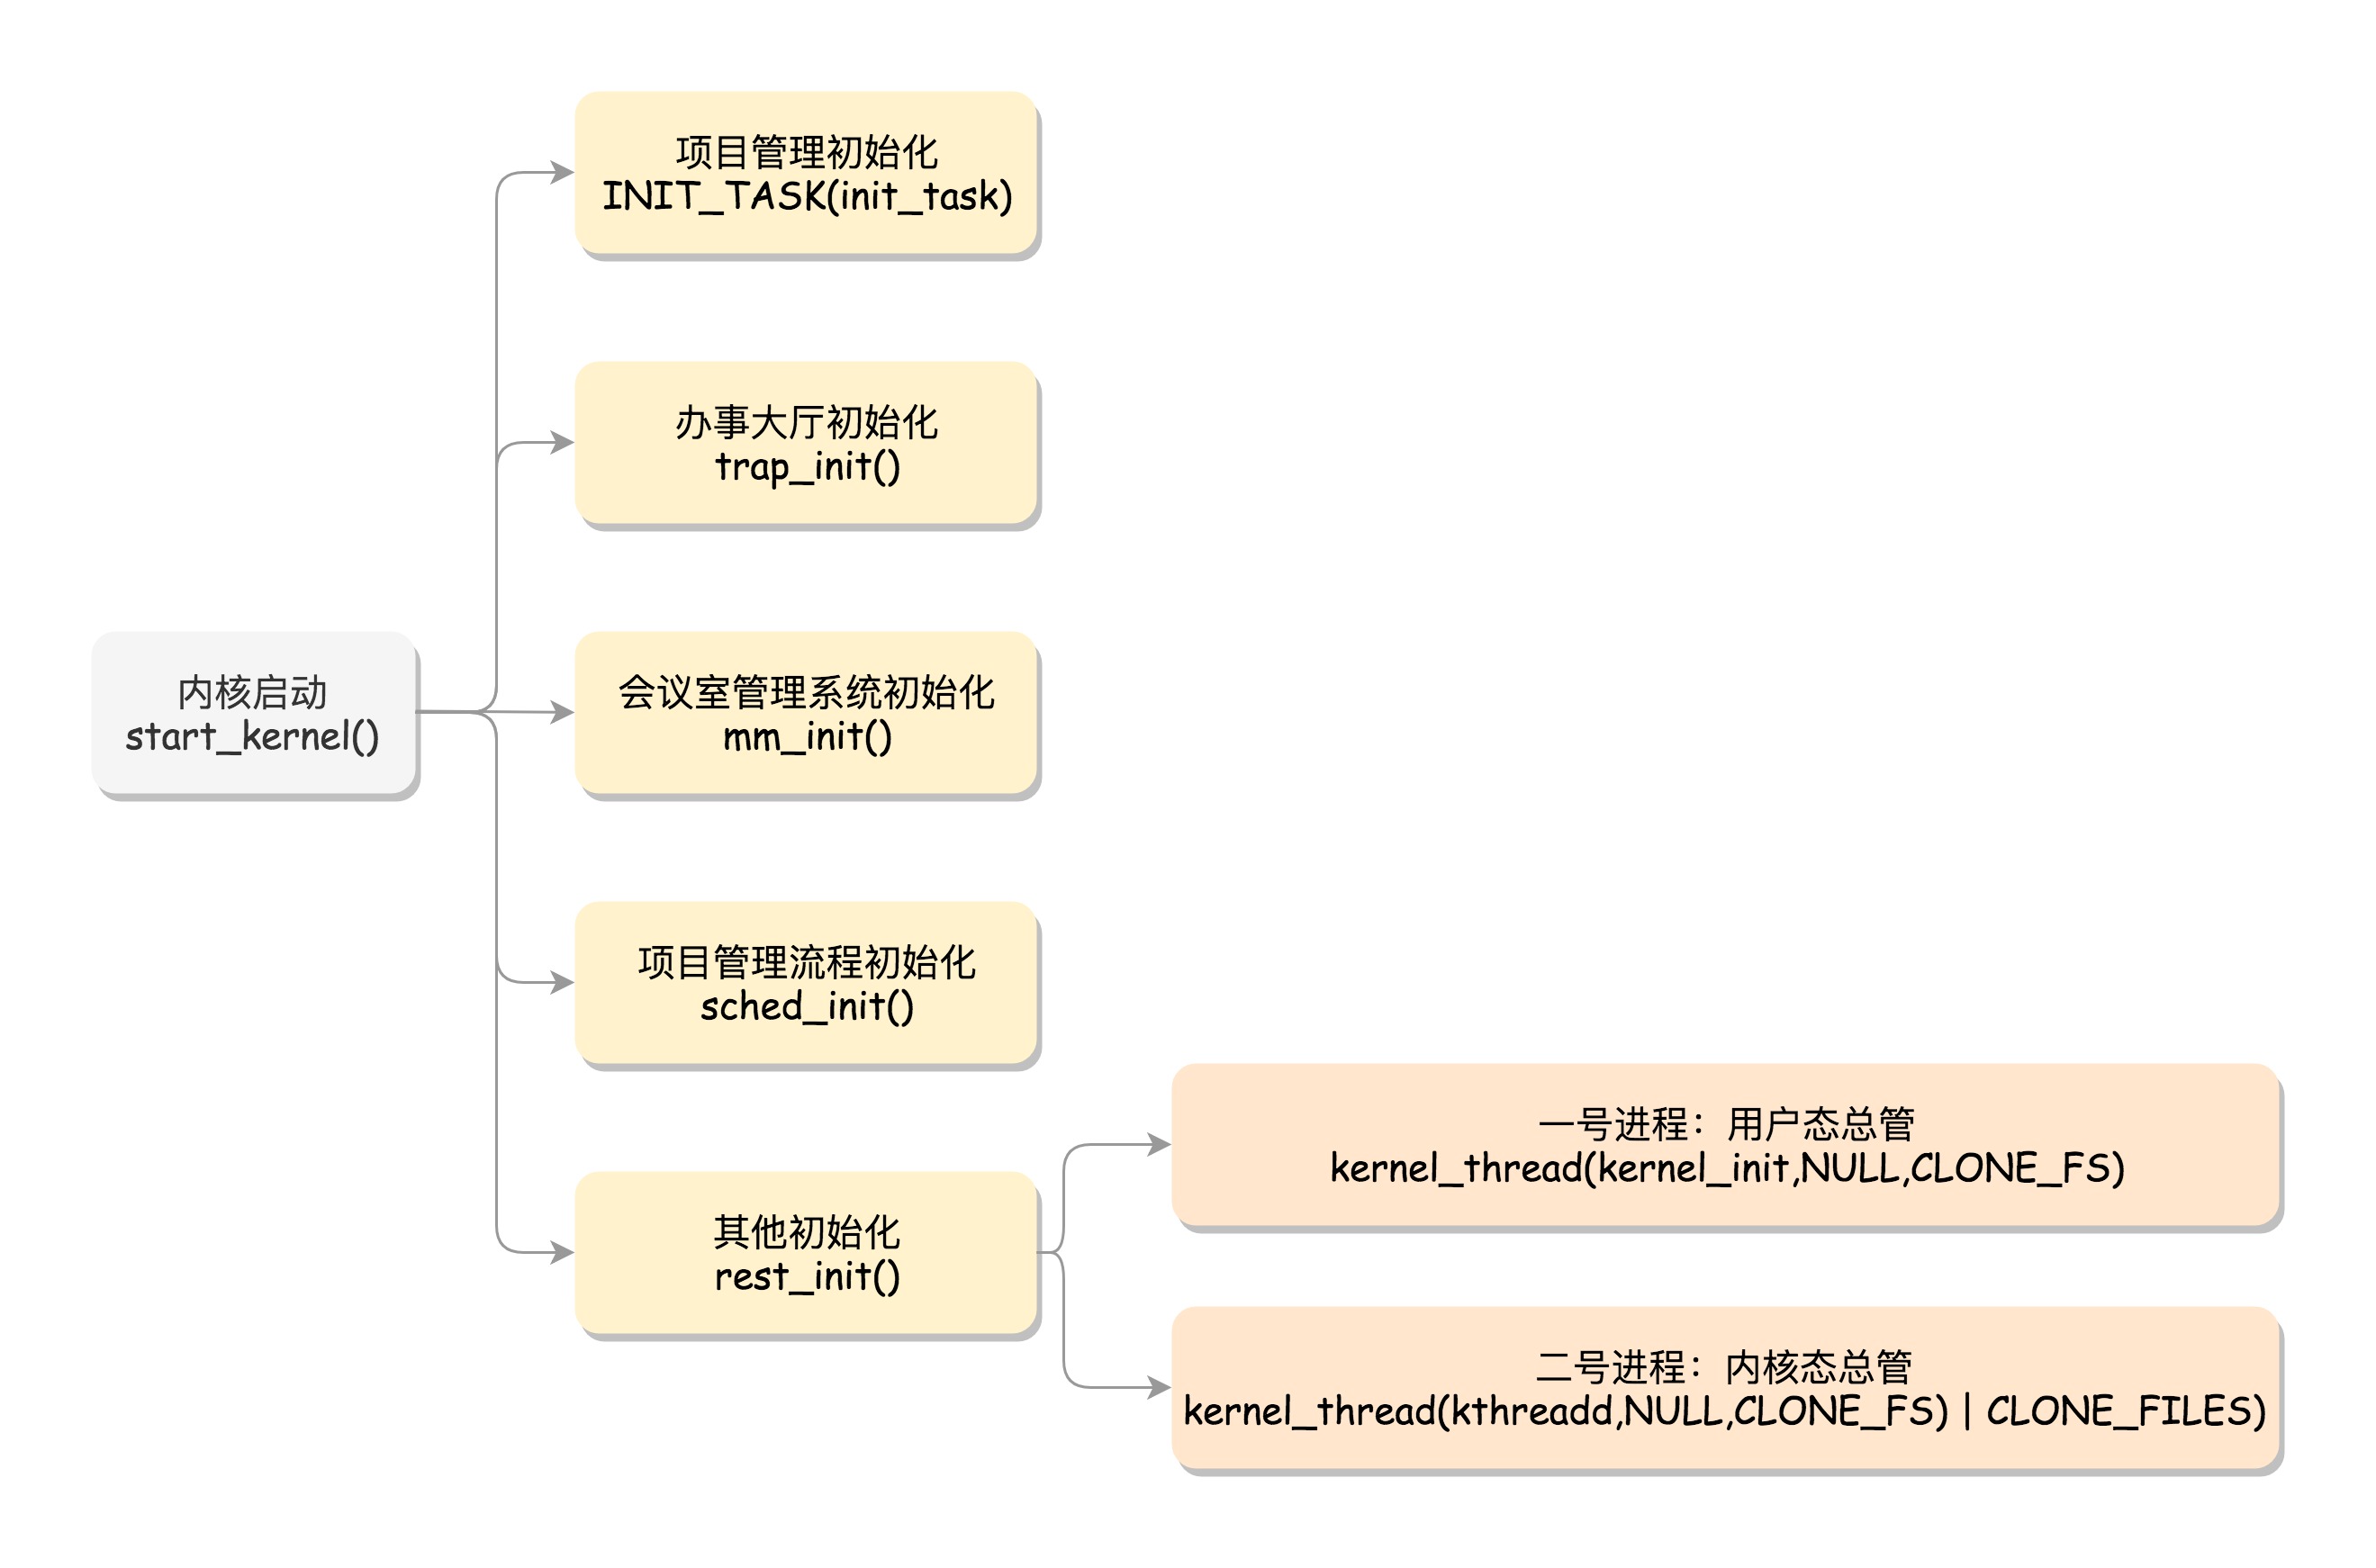 项目管理初始化
INIT_TASK(init_task)
办事大厅初始化
trap_init()
内核启动
start_kernel()
会议室管理系统初始化
mm_init()
项目管理流程初始化
sched_init()
其他初始化
rest_init()
一号进程：用户态总管
kernel_thread(kernel_init,NULL,CLONE_FS)
二号进程：内核态总管
kernel_thread(kthreadd,NULL,CLONE_FS) | CLONE_FILES)